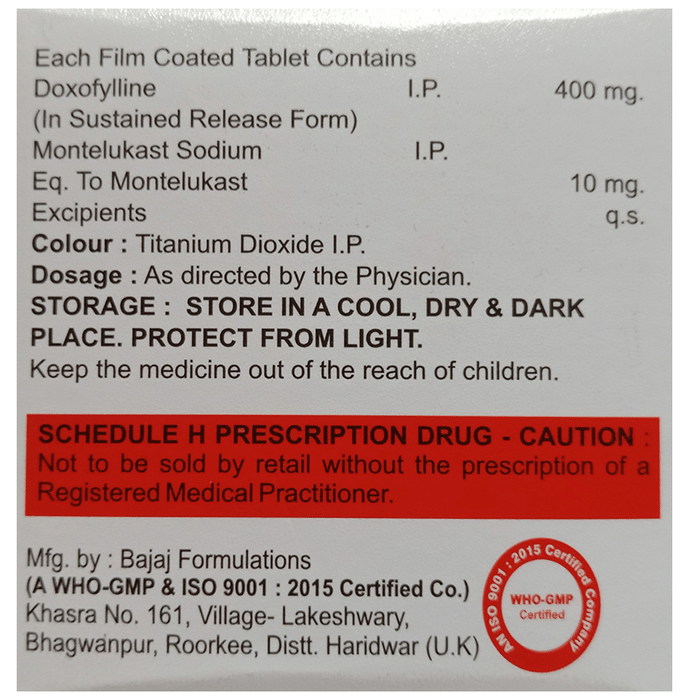 Each Film Coated Tablet Contains
Doxofylline I.P. 400 mg.
(In Sustained Release Form)
Montelukast Sodium I.P.
Eq. To Montelukast 10 mg.
Excipients q.s.
Colour : Titanium Dioxide I.P.
Dosage : As directed by the Physician.
STORAGE : STORE IN A COOL, DRY & DARK
PLACE. PROTECT FROM LIGHT.
Keep the medicine out of the reach of children.
SCHEDULE H PRESCRIPTION DRUG - CAUTION :
Not to be sold by retail without the prescription of a
Registered Medical Practitioner.
Mfg. by : Bajaj Formulations
(A WHO-GMP & ISO 9001 : 2015 Certified Co.)
Khasra No. 161, Village- Lakeshwary,
Bhagwanpur, Roorkee, Distt. Haridwar (U.K)
AN ISO 9001 : 2015 Certified Company
WHO-GMP
Certified